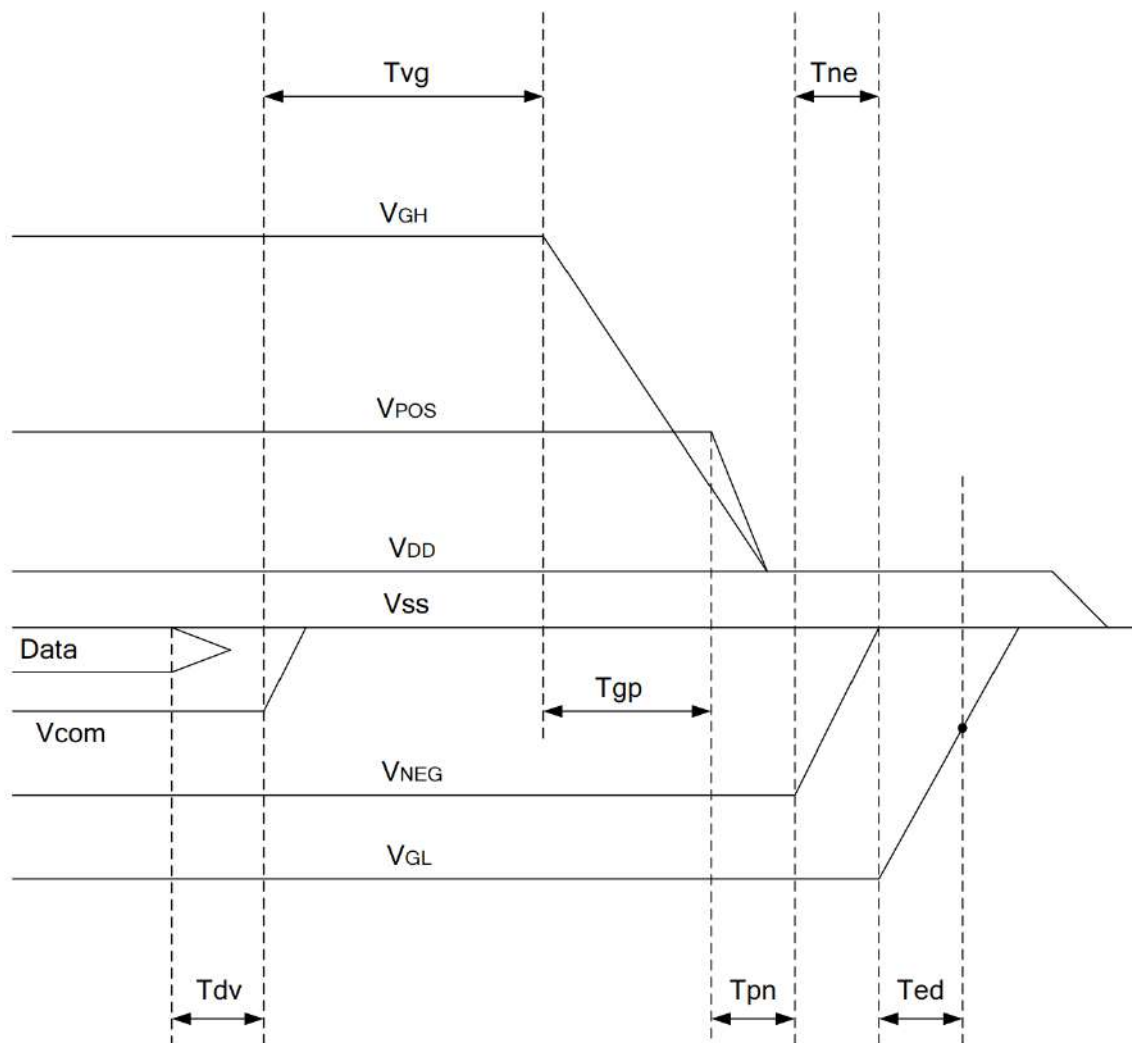 Tvg
Tne
VGH
VPOS
VDD
Vss
Data
Tgp
Vcom
VNEG
VGL
Tdv
Tpn
Ted